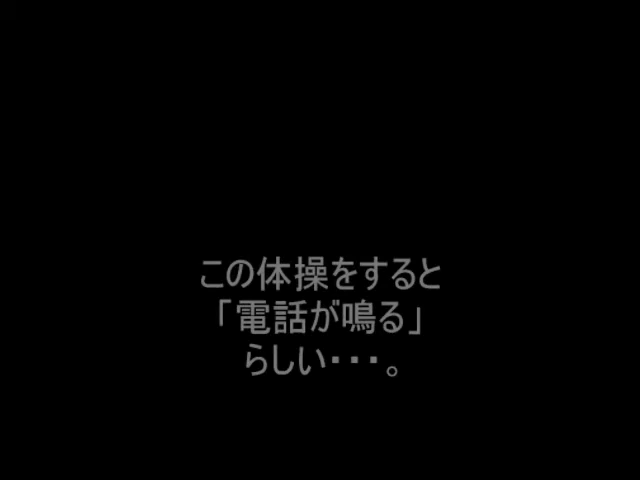 この体操をすると
「電話が鳴る」
らしい・・・。